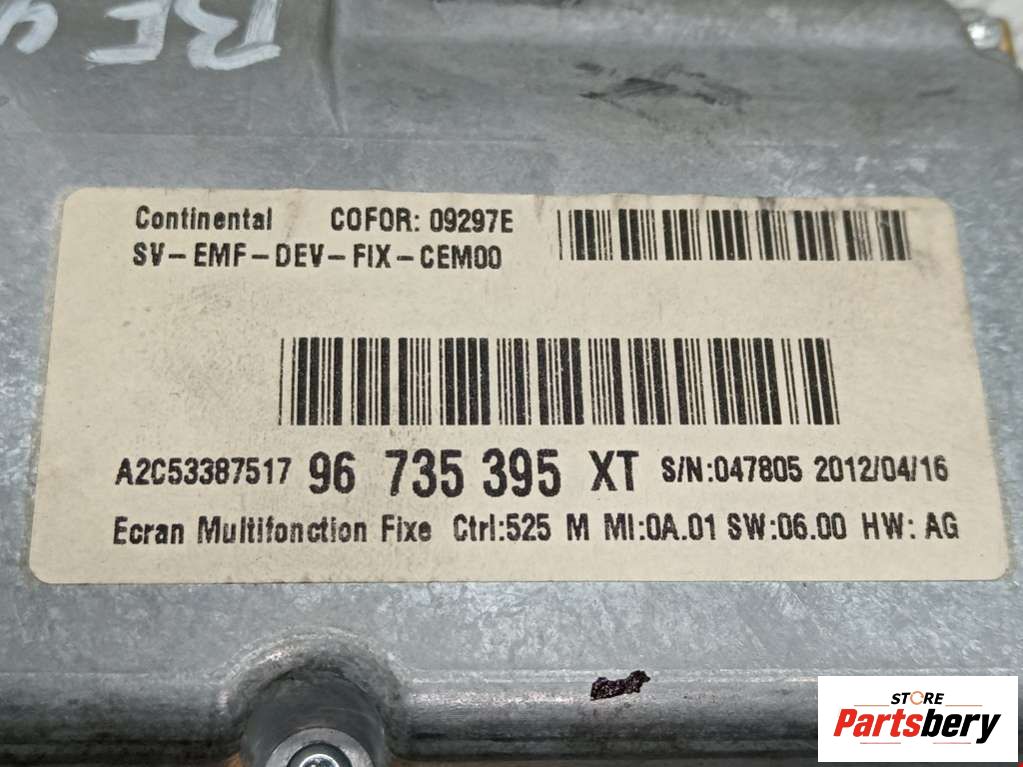 Continental COFOR: 09297E
SV-EMF-DEV-FIX-CEM00
A2C53387517 96 735 395 XT S/N:047805 2012/04/16
Ecran Multifonction Fixe Ctrl:525 M MI:0A.01 SW:06.00 HW: AG
STORE
Partsbery